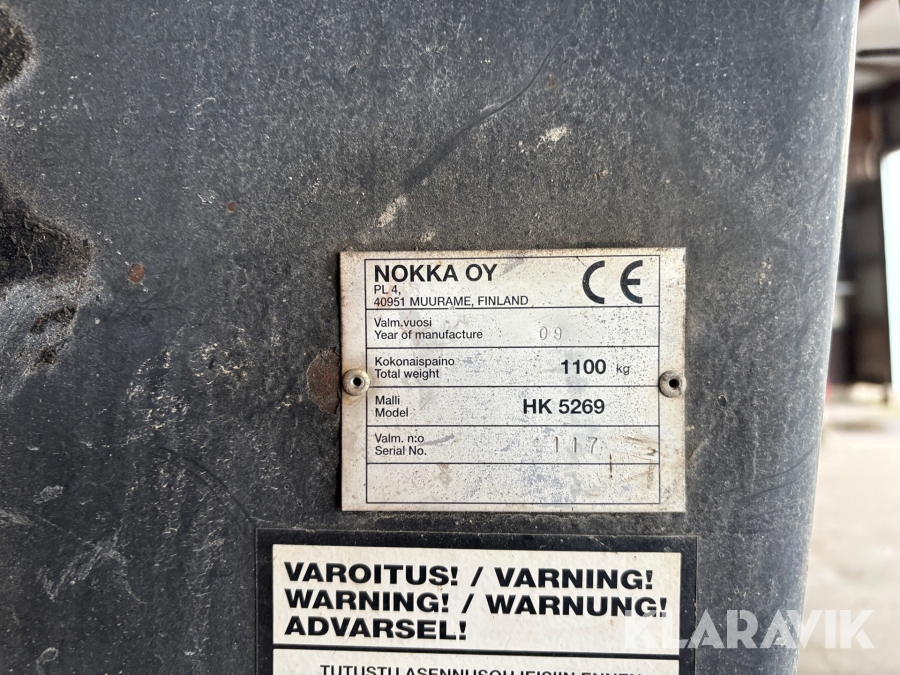 NOKKA OY
PL 4,
40951 MUURAME, FINLAND
CE
Valm.vuosi
Year of manufacture 09
Kokonaispaino
Total weight 1100 kg
Malli
Model HK 5269
Valm. n:o
Serial No. 117
VAROITUS! / VARNING!
WARNING! / WARNUNG!
ADVARSEL!
KLARAVIK